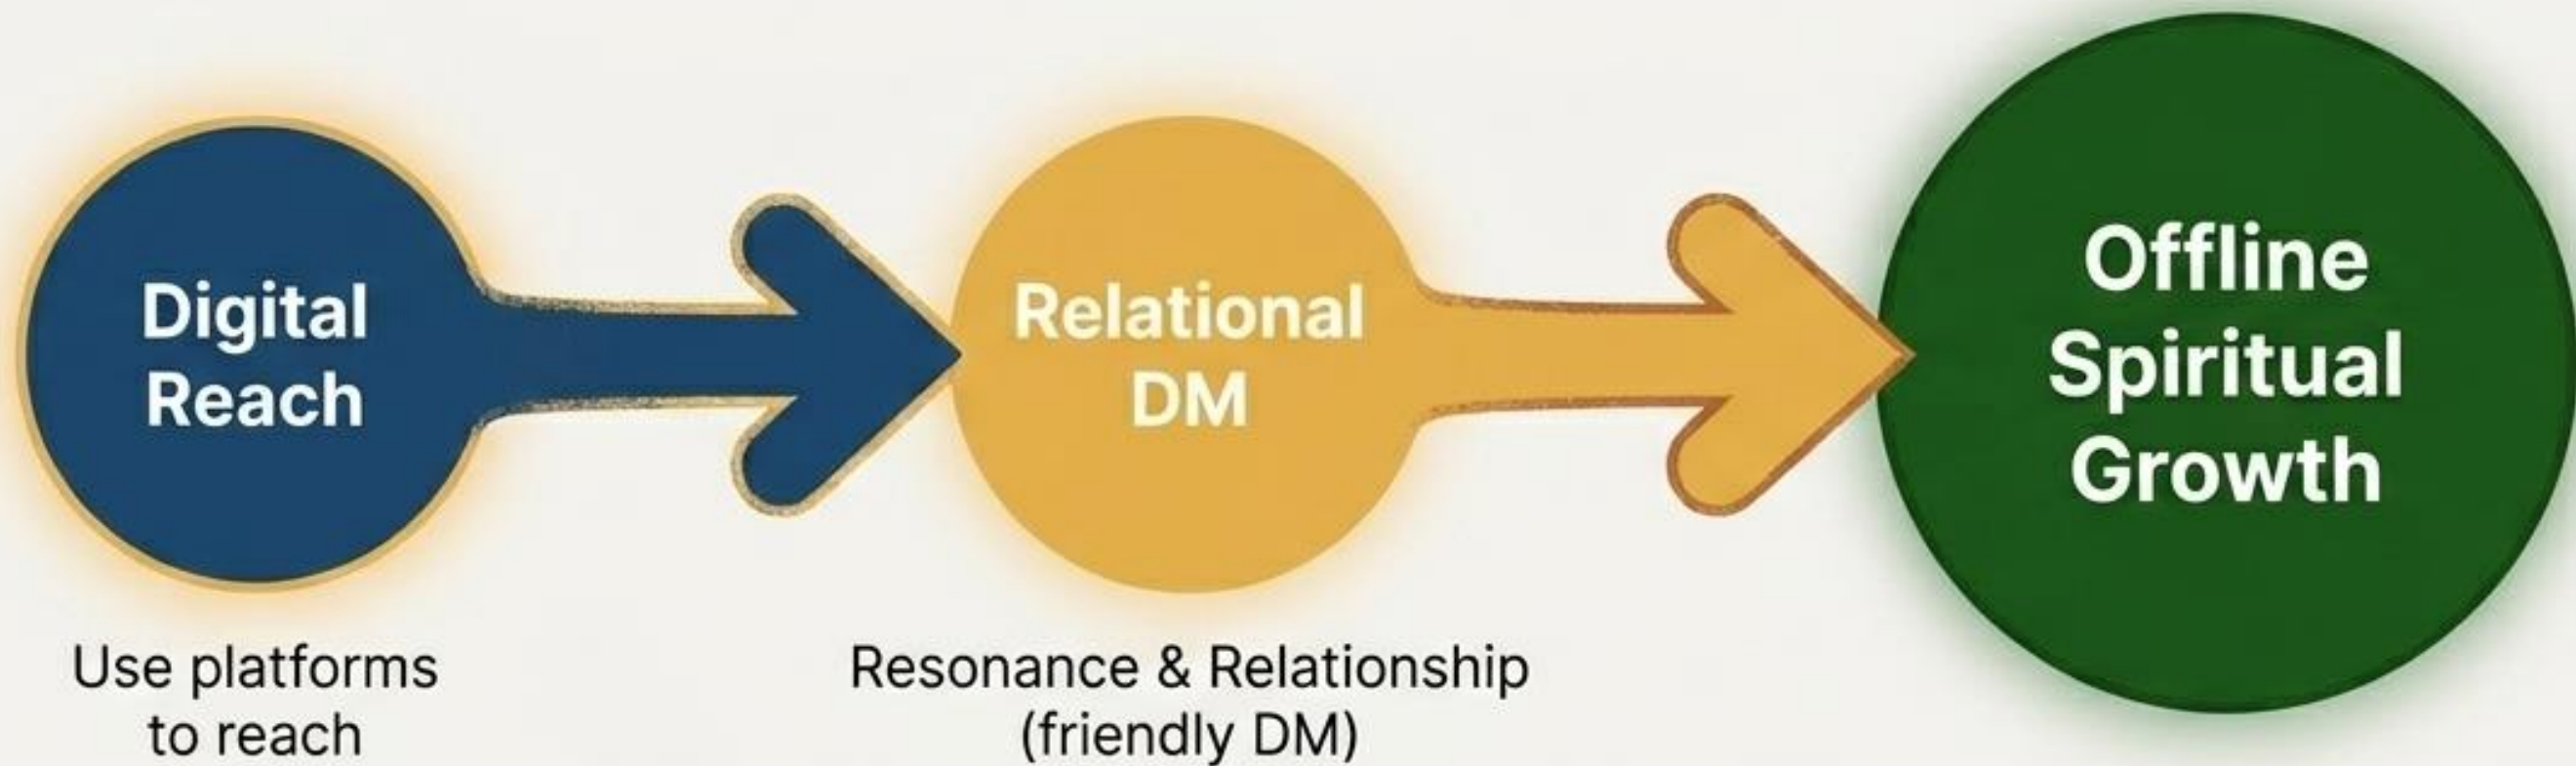 Digital
Reach
Relational
DM
Offline
Spiritual
Growth
Use platforms
to reach
Resonance & Relationship
(friendly DM)